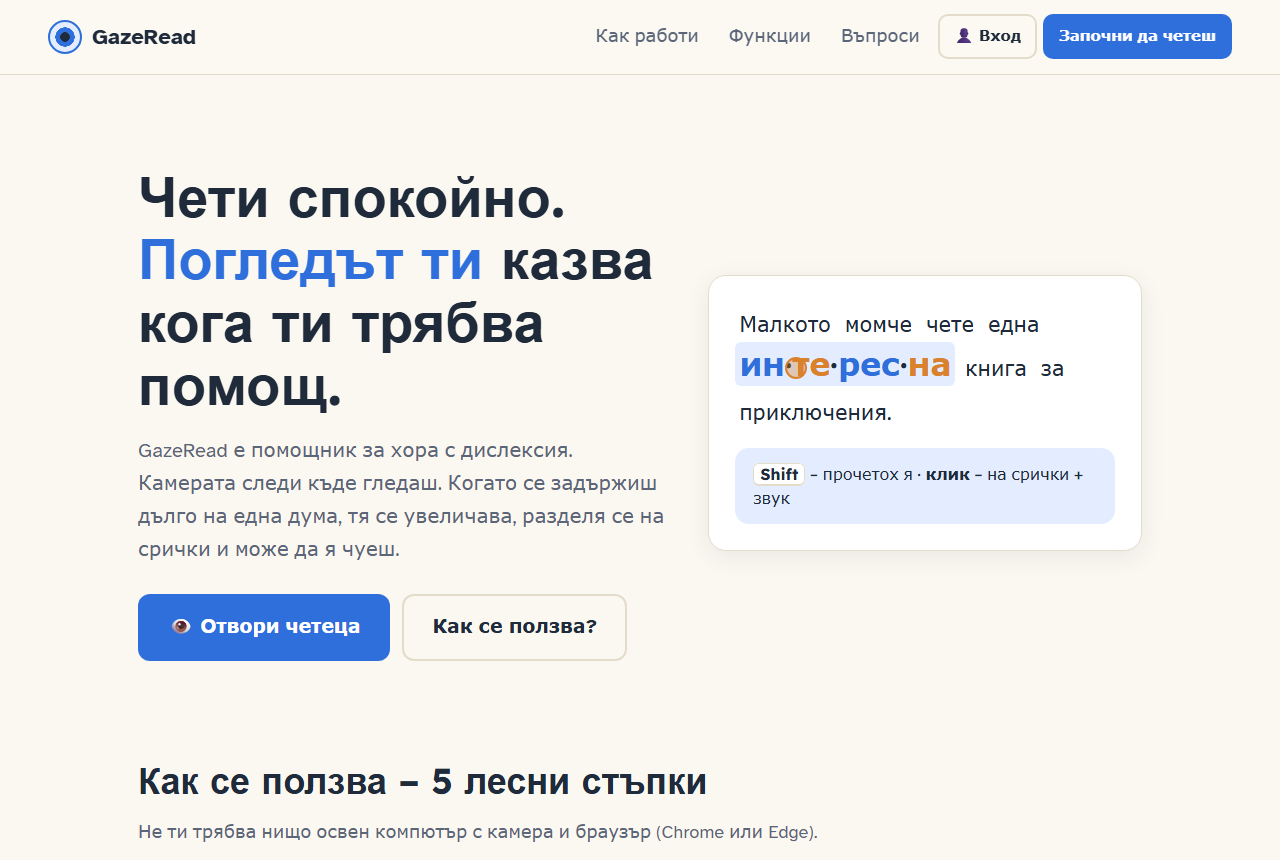 GazeRead
Как работи
Функции
Въпроси
Вход
Започни да четеш
Чети спокойно.
Погледът ти казва
кога ти трябва
помощ.
GazeRead е помощник за хора с дислексия.
Камерата следи къде гледаш. Когато се задържиш
дълго на една дума, тя се увеличава, разделя се на
срички и може да я чуеш.
Отвори четеца
Как се ползва?
Малкото момче чете една
ин·те·рес·на книга за
приключения.
Shift – прочетох я · клик – на срички +
звук
Как се ползва – 5 лесни стъпки
Не ти трябва нищо освен компютър с камера и браузър (Chrome или Edge).